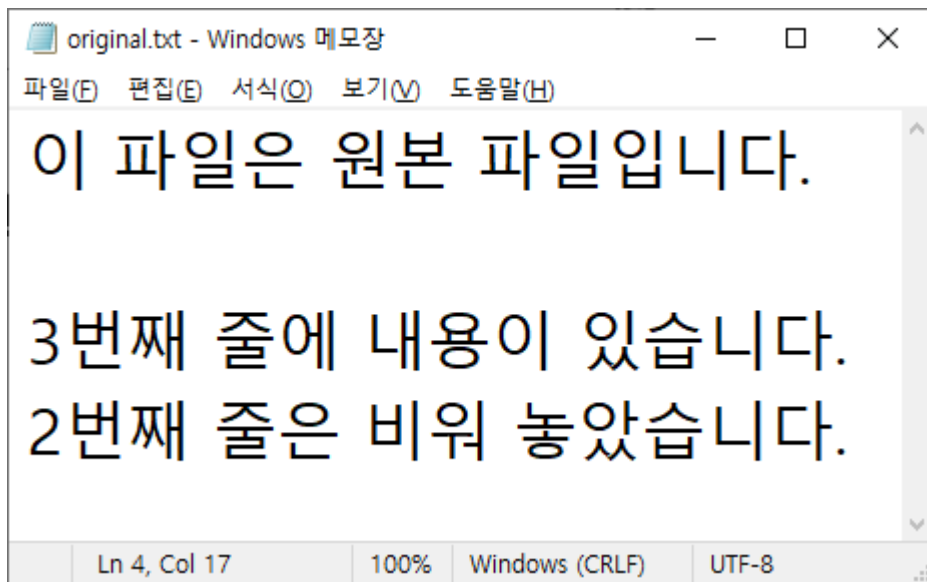 original.txt - Windows 메모장
파일(F) 편집(E) 서식(O) 보기(V) 도움말(H)
이 파일은 원본 파일입니다.
3번째 줄에 내용이 있습니다.
2번째 줄은 비워 놓았습니다.
Ln 4, Col 17 100% Windows (CRLF) UTF-8